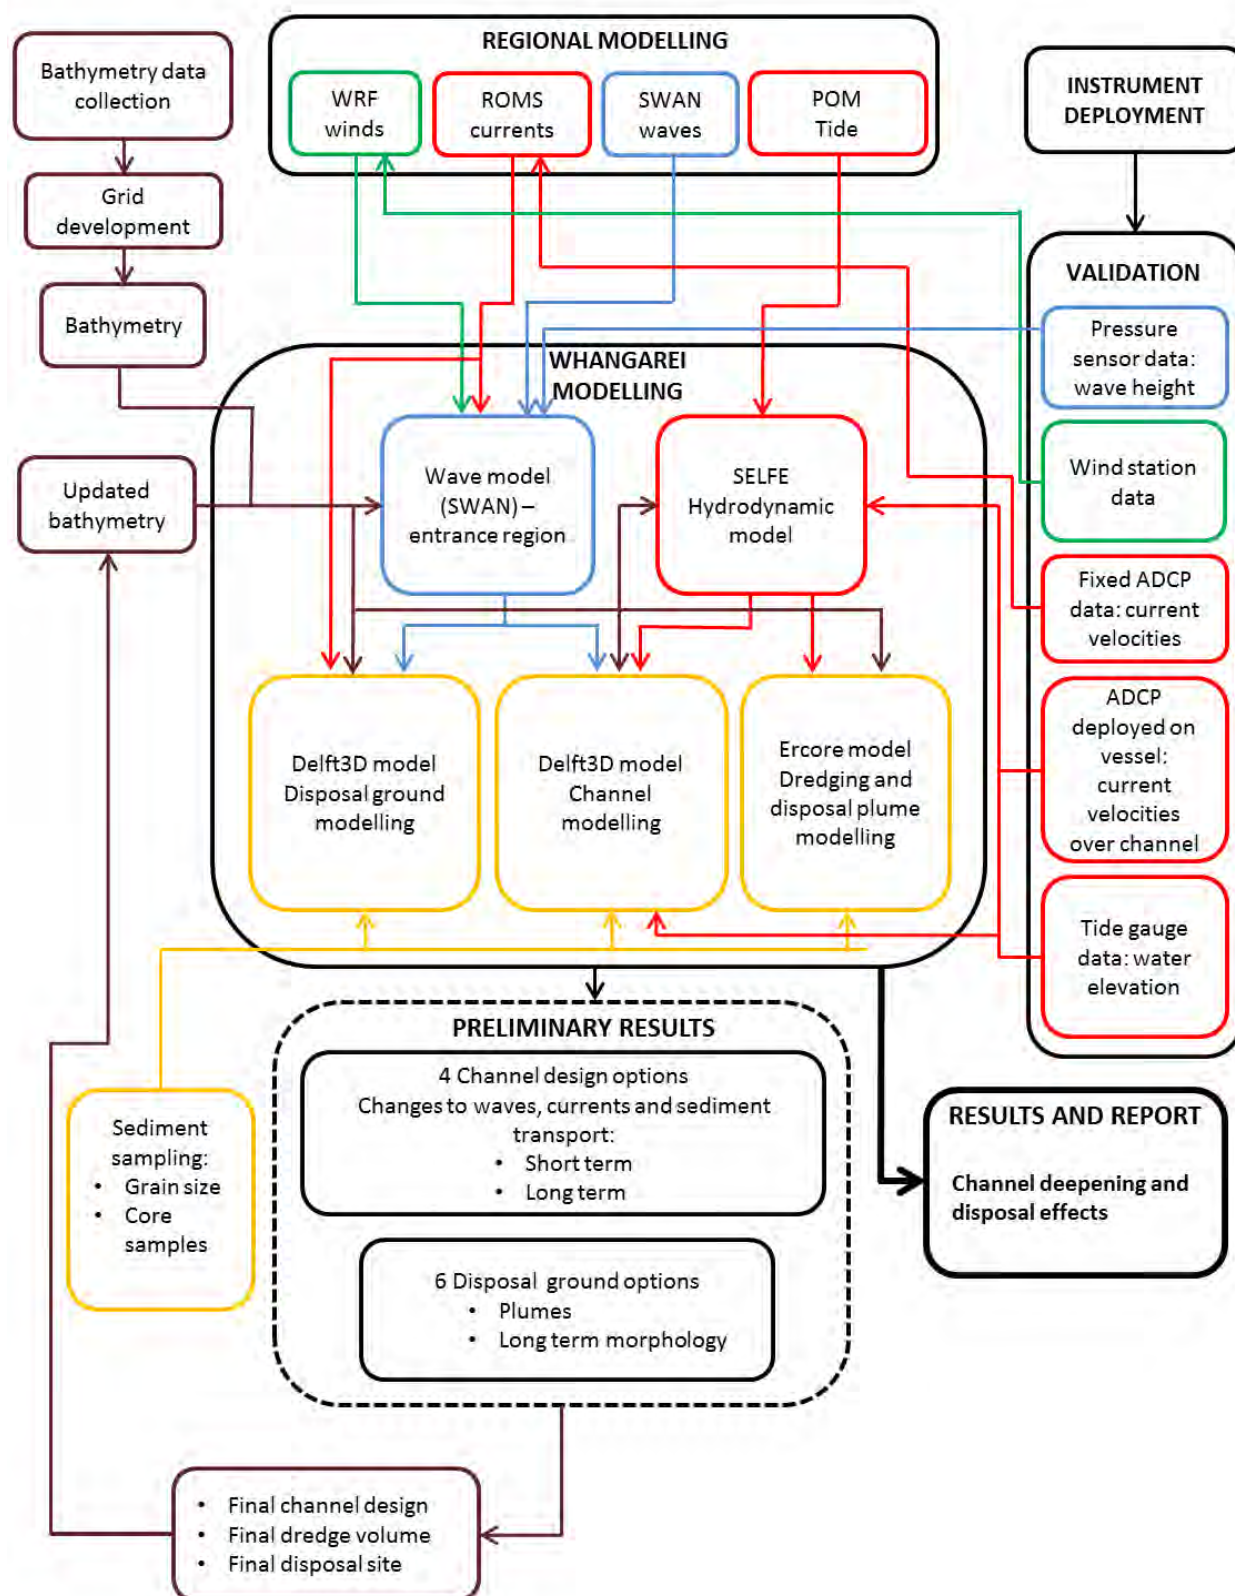 REGIONAL MODELLING
WRF
winds
ROMS
currents
SWAN
waves
POM
Tide
Bathymetry data
collection
Grid
development
Bathymetry
Updated
bathymetry
INSTRUMENT
DEPLOYMENT
VALIDATION
Pressure
sensor data:
wave height
Wind station
data
Fixed ADCP
data: current
velocities
ADCP
deployed on
vessel:
current
velocities
over channel
Tide gauge
data: water
elevation
WHANGAREI
MODELLING
Wave model
(SWAN) –
entrance region
SELFE
Hydrodynamic
model
Delft3D model
Disposal ground
modelling
Delft3D model
Channel
modelling
Ercore model
Dredging and
disposal plume
modelling
Sediment
sampling:
• Grain size
• Core
samples
PRELIMINARY RESULTS
4 Channel design options
Changes to waves, currents and sediment
transport:
• Short term
• Long term
6 Disposal ground options
• Plumes
• Long term morphology
RESULTS AND REPORT
Channel deepening and
disposal effects
• Final channel design
• Final dredge volume
• Final disposal site